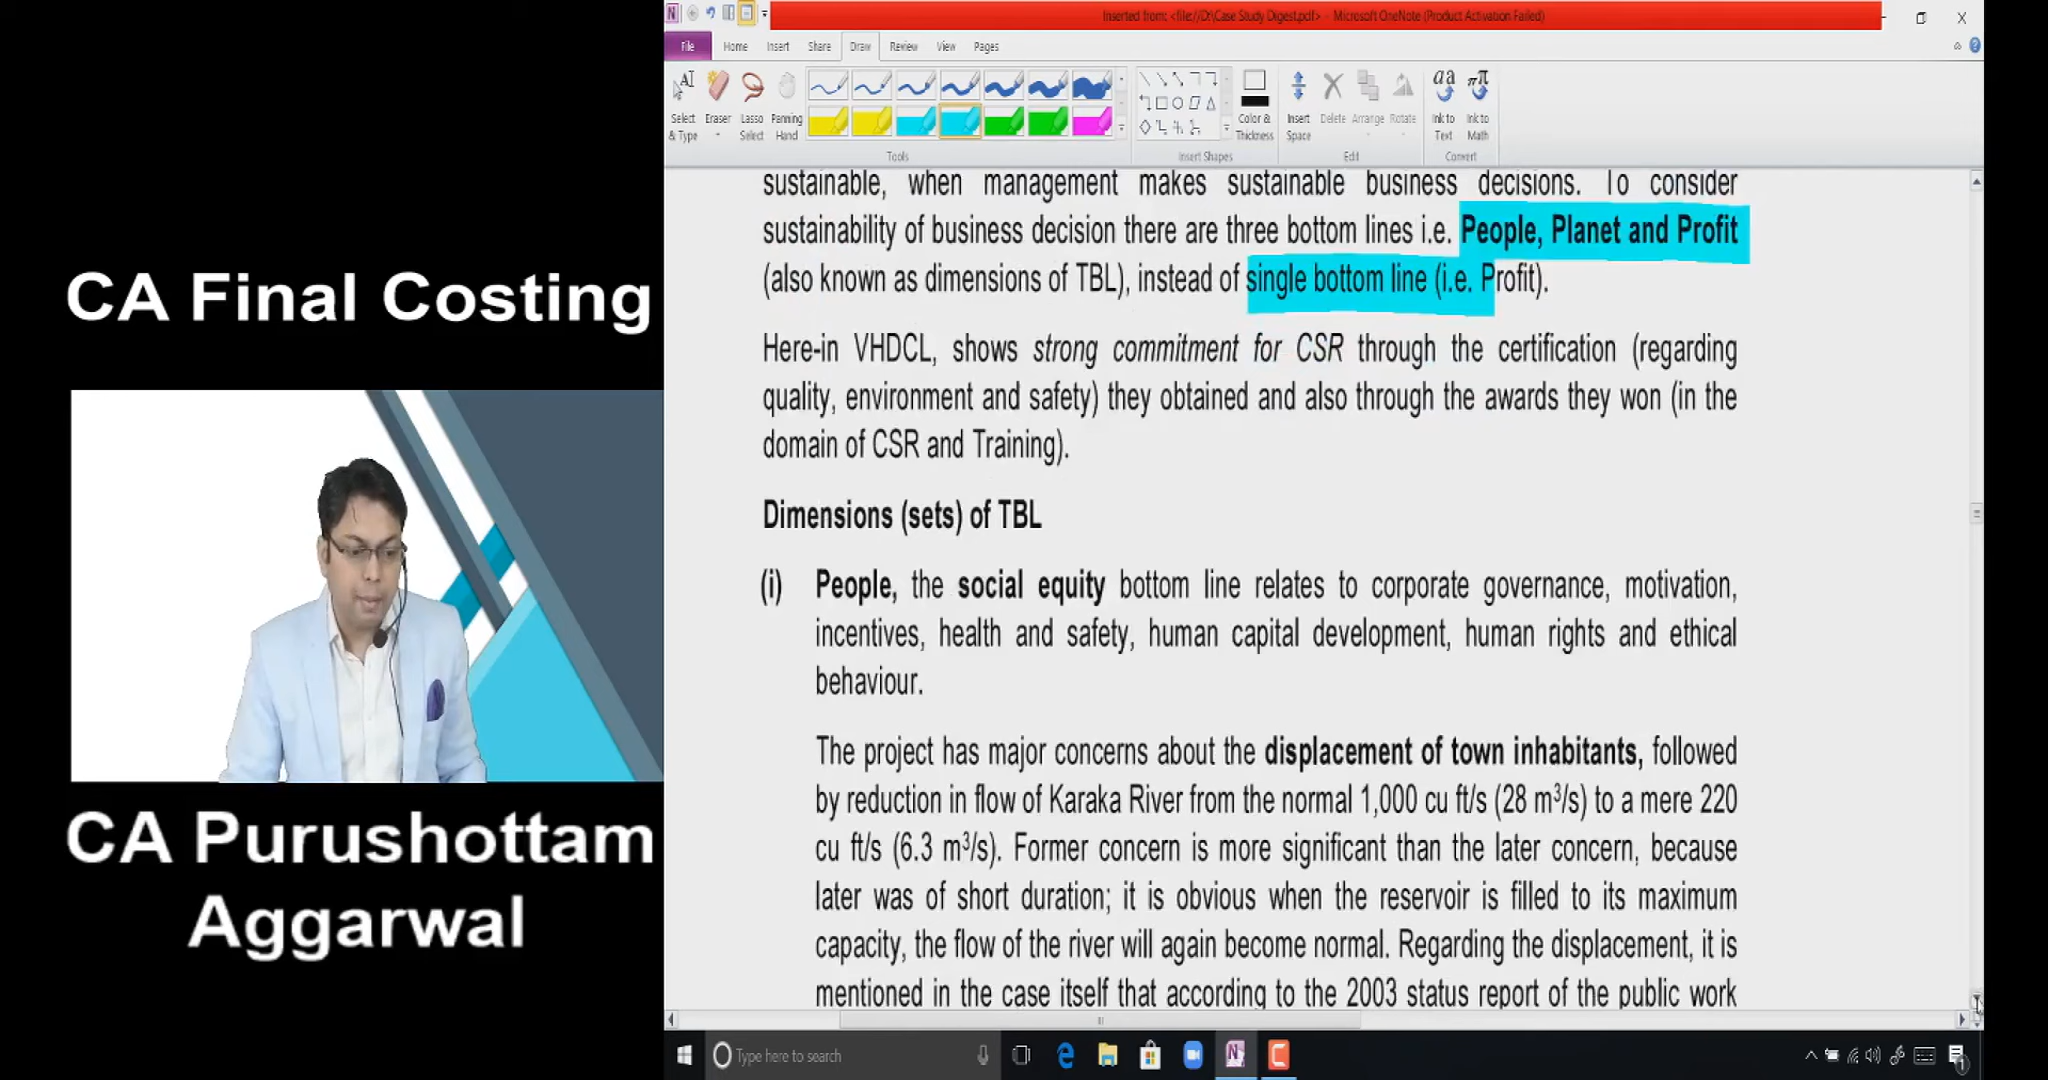 Inserted from: <file://D:\Case Study Digest.pdf> - Microsoft OneNote (Product Activation Failed)
File Home Insert Share Draw Review View Pages
Select & Type
Eraser
Lasso Select
Panning Hand
Color & Thickness
Insert Space
Delete
Arrange
Rotate
Ink to Text
Ink to Math
Tools
Insert Shapes
Edit
Convert
CA Final Costing
CA Purushottam
Aggarwal
sustainable, when management makes sustainable business decisions. To consider
sustainability of business decision there are three bottom lines i.e. People, Planet and Profit
(also known as dimensions of TBL), instead of single bottom line (i.e. Profit).
Here-in VHDCL, shows strong commitment for CSR through the certification (regarding
quality, environment and safety) they obtained and also through the awards they won (in the
domain of CSR and Training).
Dimensions (sets) of TBL
(i) People, the social equity bottom line relates to corporate governance, motivation,
incentives, health and safety, human capital development, human rights and ethical
behaviour.
The project has major concerns about the displacement of town inhabitants, followed
by reduction in flow of Karaka River from the normal 1,000 cu ft/s (28 m³/s) to a mere 220
cu ft/s (6.3 m³/s). Former concern is more significant than the later concern, because
later was of short duration; it is obvious when the reservoir is filled to its maximum
capacity, the flow of the river will again become normal. Regarding the displacement, it is
mentioned in the case itself that according to the 2003 status report of the public work
Type here to search